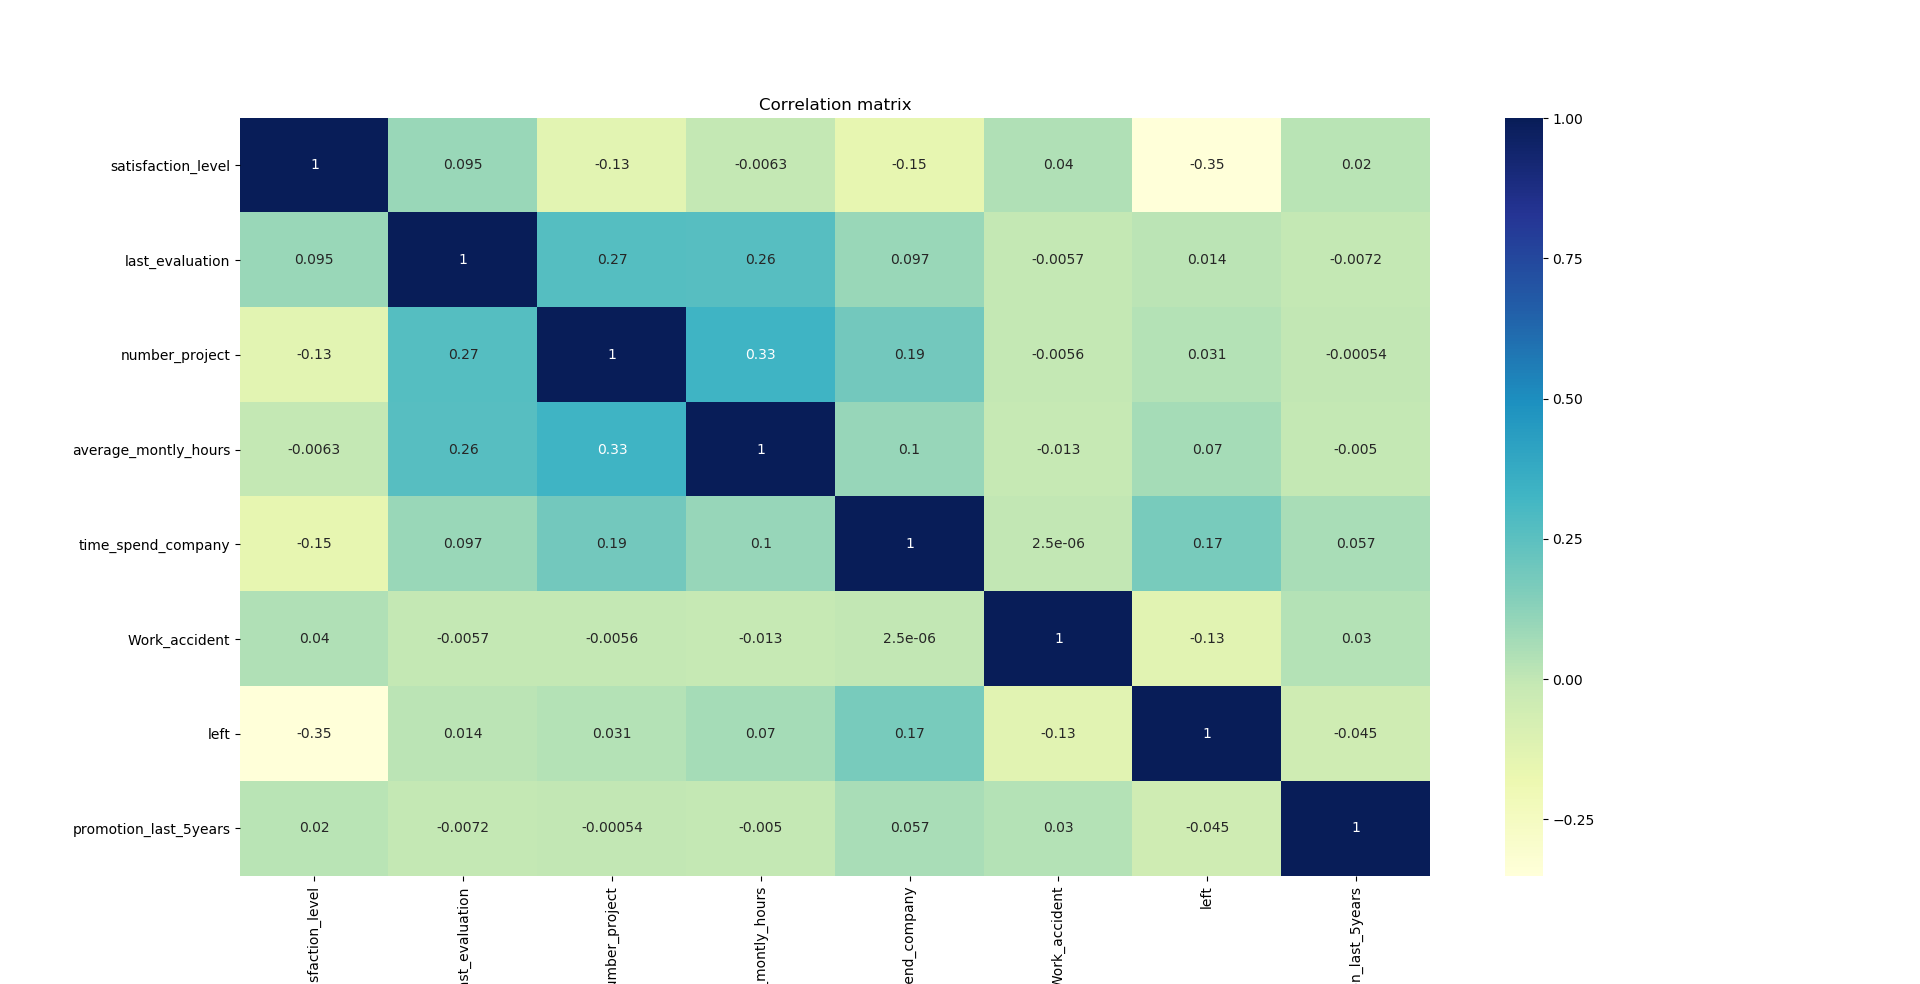 Correlation matrix
satisfaction_level 1 0.095 -0.13 -0.0063 -0.15 0.04 -0.35 0.02
last_evaluation 0.095 1 0.27 0.26 0.097 -0.0057 0.014 -0.0072
number_project -0.13 0.27 1 0.33 0.19 -0.0056 0.031 -0.00054
average_montly_hours -0.0063 0.26 0.33 1 0.1 -0.013 0.07 -0.005
time_spend_company -0.15 0.097 0.19 0.1 1 2.5e-06 0.17 0.057
Work_accident 0.04 -0.0057 -0.0056 -0.013 2.5e-06 1 -0.13 0.03
left -0.35 0.014 0.031 0.07 0.17 -0.13 1 -0.045
promotion_last_5years 0.02 -0.0072 -0.00054 -0.005 0.057 0.03 -0.045 1
sfaction_level
ast_evaluation
umber_project
_montly_hours
end_company
Work_accident
left
n_last_5years
1.00
0.75
0.50
0.25
0.00
−0.25